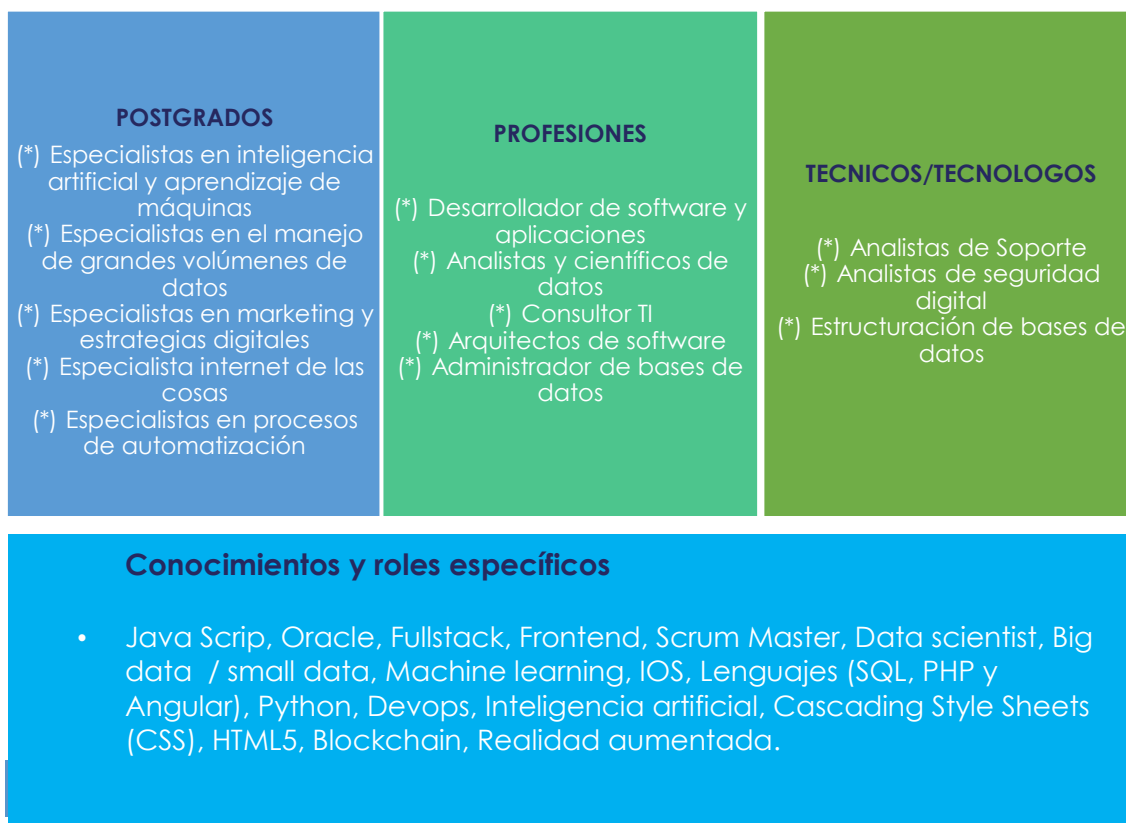 POSTGRADOS
(*) Especialistas en inteligencia
artificial y aprendizaje de
máquinas
(*) Especialistas en el manejo
de grandes volúmenes de
datos
(*) Especialistas en marketing y
estrategias digitales
(*) Especialista internet de las
cosas
(*) Especialistas en procesos
de automatización
PROFESIONES
(*) Desarrollador de software y
aplicaciones
(*) Analistas y científicos de
datos
(*) Consultor TI
(*) Arquitectos de software
(*) Administrador de bases de
datos
TECNICOS/TECNOLOGOS
(*) Analistas de Soporte
(*) Analistas de seguridad
digital
(*) Estructuración de bases de
datos
Conocimientos y roles específicos
• Java Scrip, Oracle, Fullstack, Frontend, Scrum Master, Data scientist, Big
data / small data, Machine learning, IOS, Lenguajes (SQL, PHP y
Angular), Python, Devops, Inteligencia artificial, Cascading Style Sheets
(CSS), HTML5, Blockchain, Realidad aumentada.